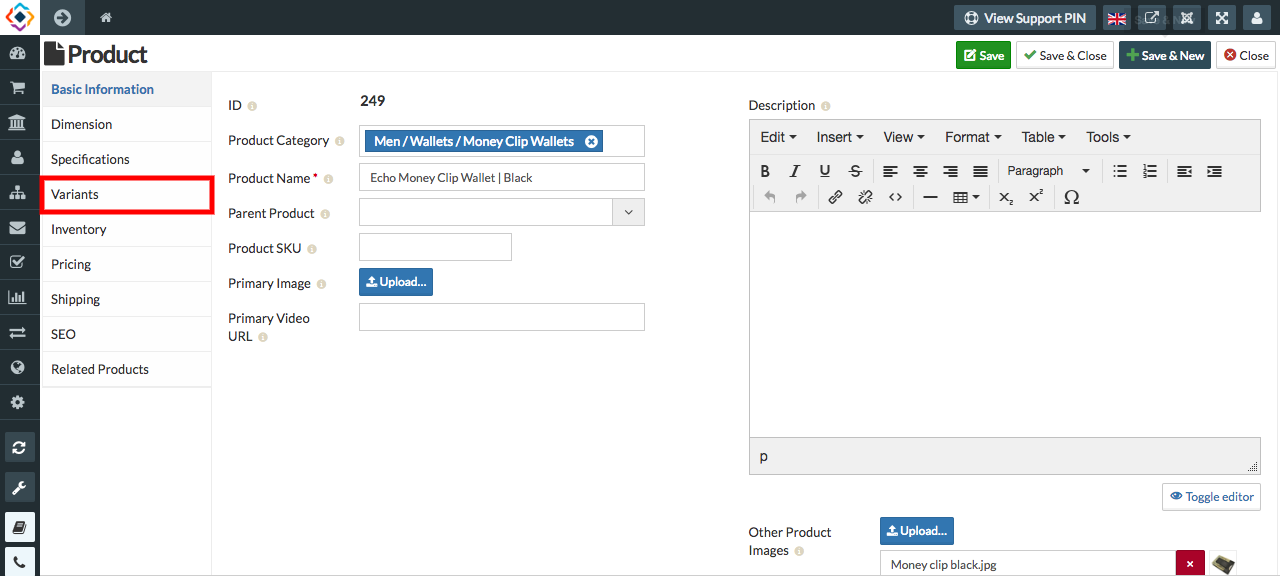 View Support PIN
Product
Save
Save & Close
Save & New
Close
Basic Information
Dimension
Specifications
Variants
Inventory
Pricing
Shipping
SEO
Related Products
ID
249
Product Category
Men / Wallets / Money Clip Wallets
Product Name *
Echo Money Clip Wallet | Black
Parent Product
Product SKU
Primary Image
Upload...
Primary Video
URL
Description
Edit Insert View Format Table Tools
B I U S Paragraph
x₂ x² Ω
p
Toggle editor
Other Product
Images
Upload...
Money clip black.jpg